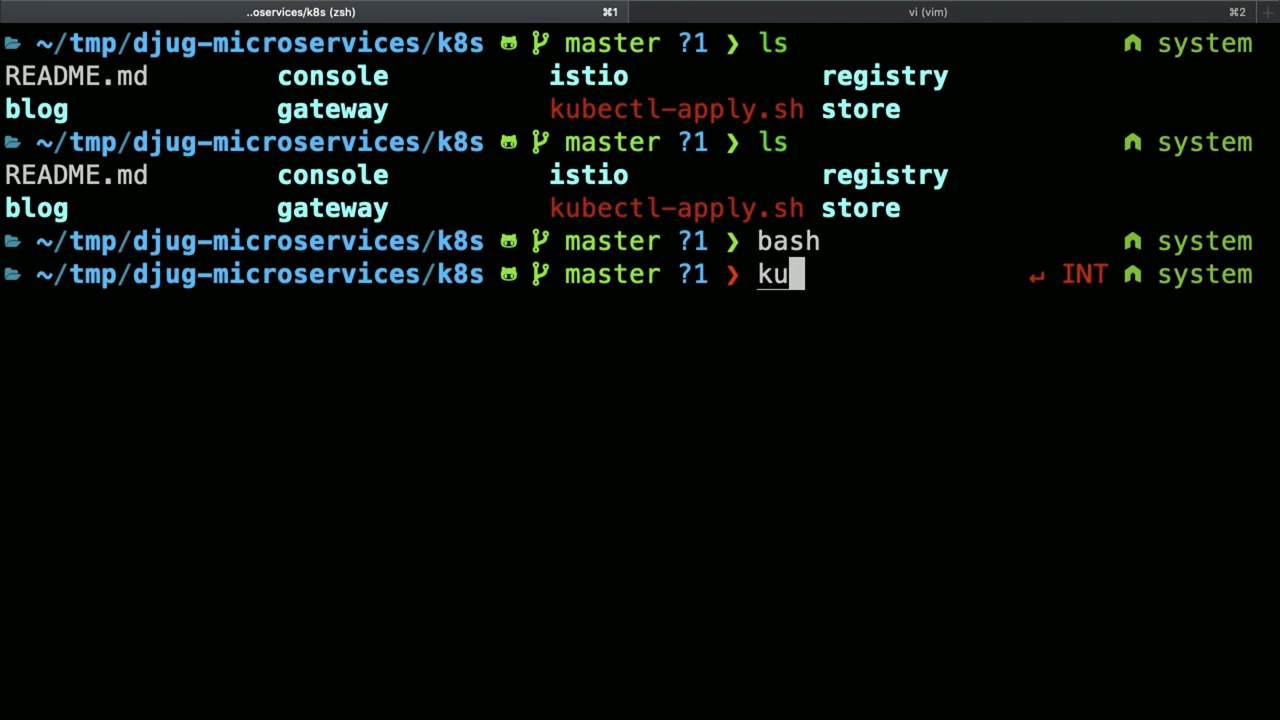 ..oservices/k8s (zsh) ⌘1 vi (vim) ⌘2 +
~/tmp/djug-microservices/k8s master ?1 ❯ ls system
README.md console istio registry
blog gateway kubectl-apply.sh store
~/tmp/djug-microservices/k8s master ?1 ❯ ls system
README.md console istio registry
blog gateway kubectl-apply.sh store
~/tmp/djug-microservices/k8s master ?1 ❯ bash system
~/tmp/djug-microservices/k8s master ?1 ❯ ku ↵ INT system